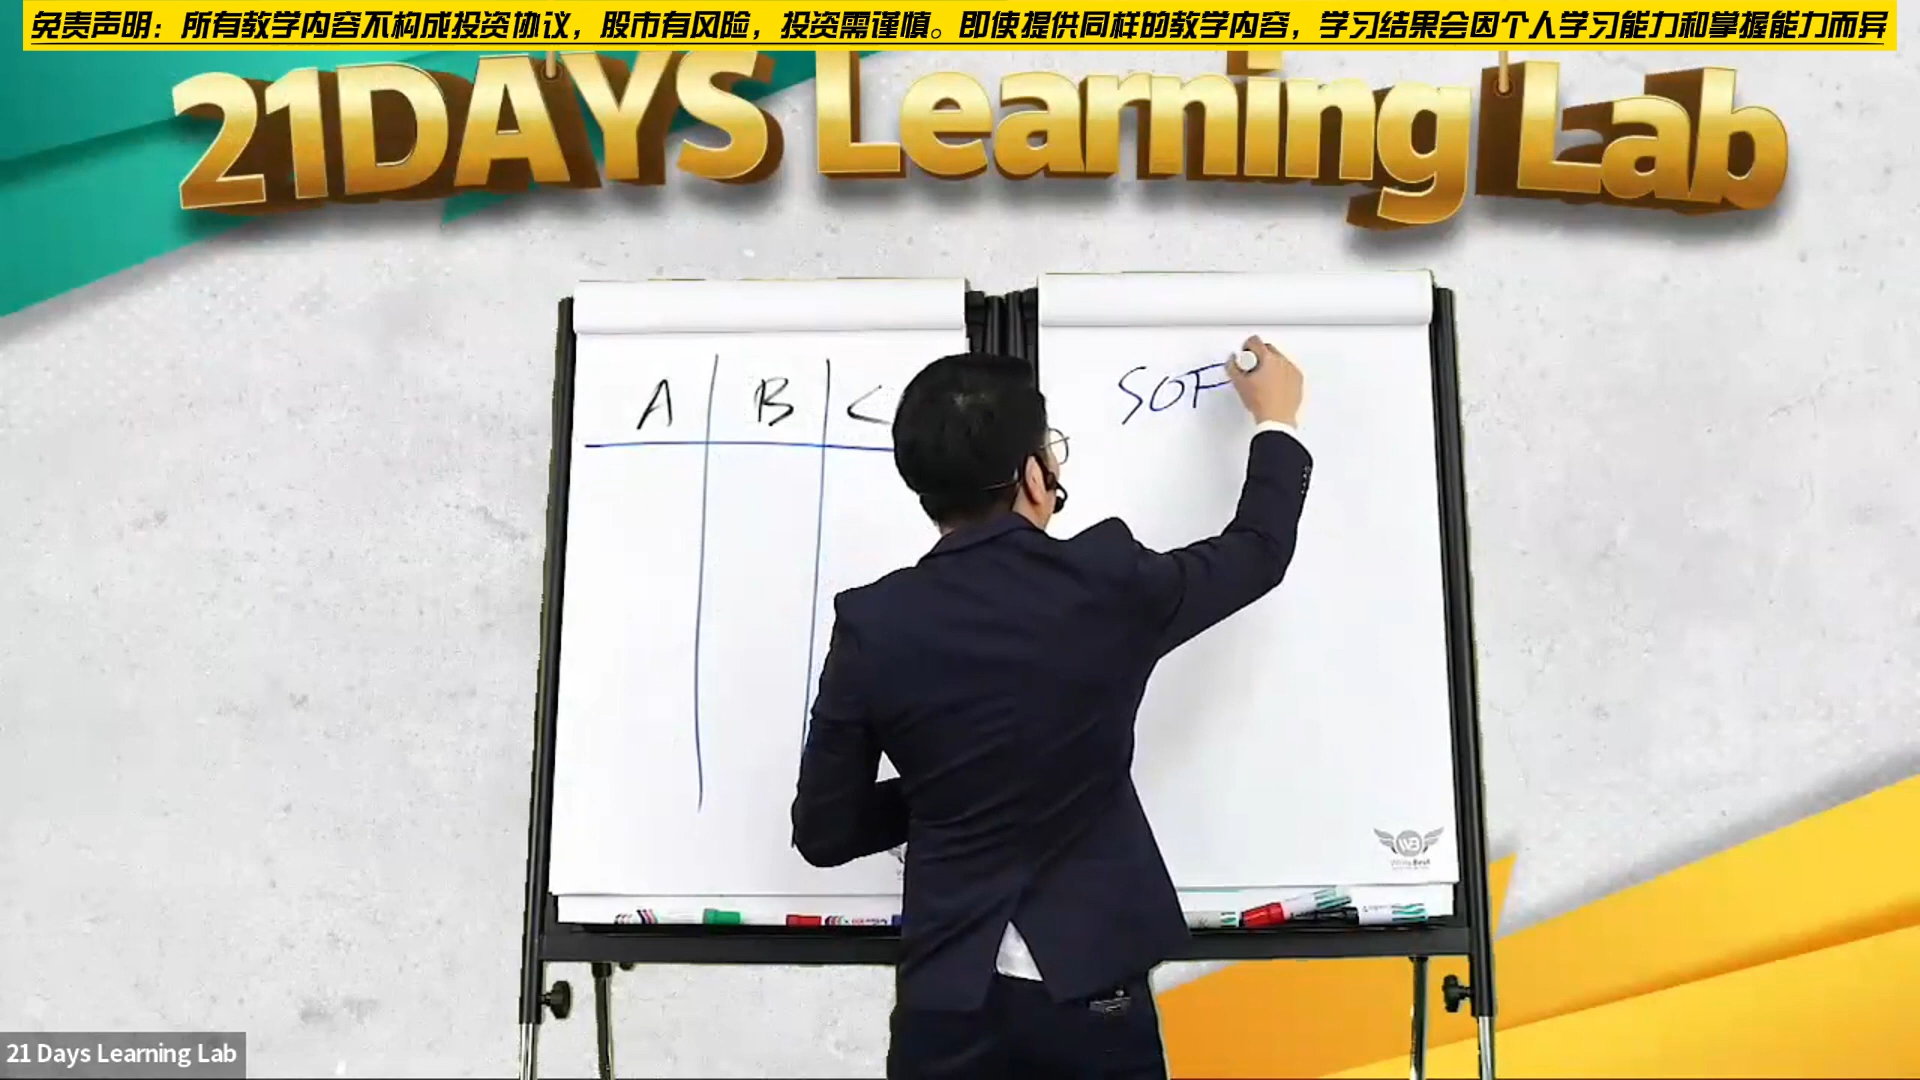 免责声明：所有教学内容不构成投资协议，股市有风险，投资需谨慎。即使提供同样的教学内容，学习结果会因个人学习能力和掌握能力而异
21DAYS Learning Lab
A B C
SOF
WB
21 Days Learning Lab